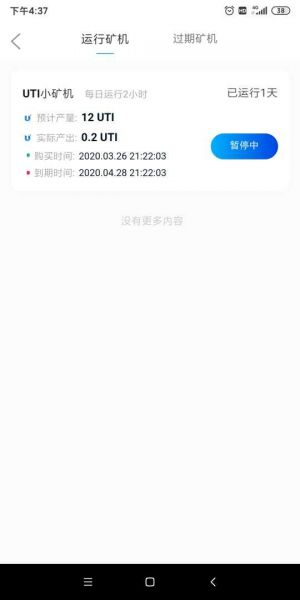 下午4:37
4G
38
运行矿机 过期矿机
UTI小矿机 每日运行2小时 已运行1天
预计产量: 12 UTI
实际产出: 0.2 UTI
暂停中
购买时间: 2020.03.26 21:22:03
到期时间: 2020.04.28 21:22:03
没有更多内容